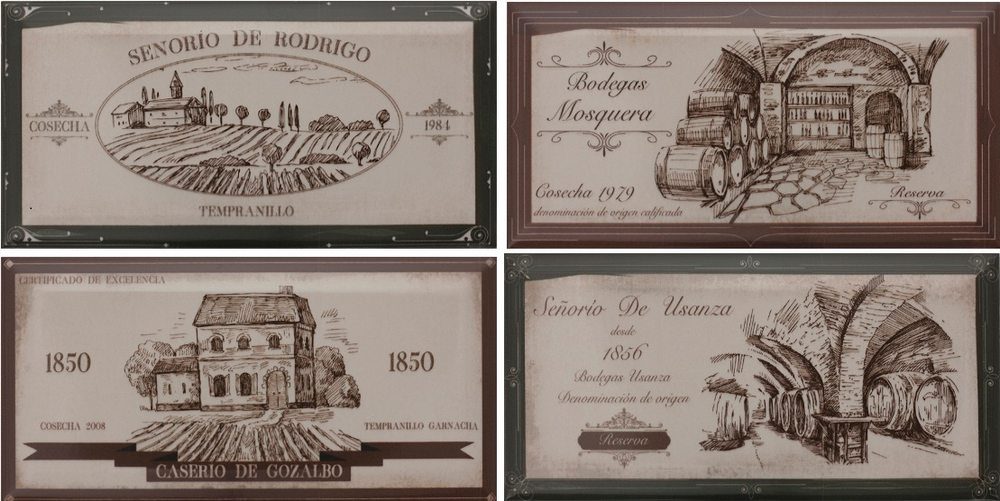 SEÑORIO DE RODRIGO
COSECHA
1984
TEMPRANILLO
Bodegas
Mosquera
Cosecha 1979
denominación de origen calificada
Reserva
CERTIFICADO DE EXCELENCIA
1850
1850
COSECHA 2008
TEMPRANILLO GARNACHA
CASERIO DE GOZALBO
Señorío De Usanza
desde
1856
Bodegas Usanza
Denominación de origen
Reserva